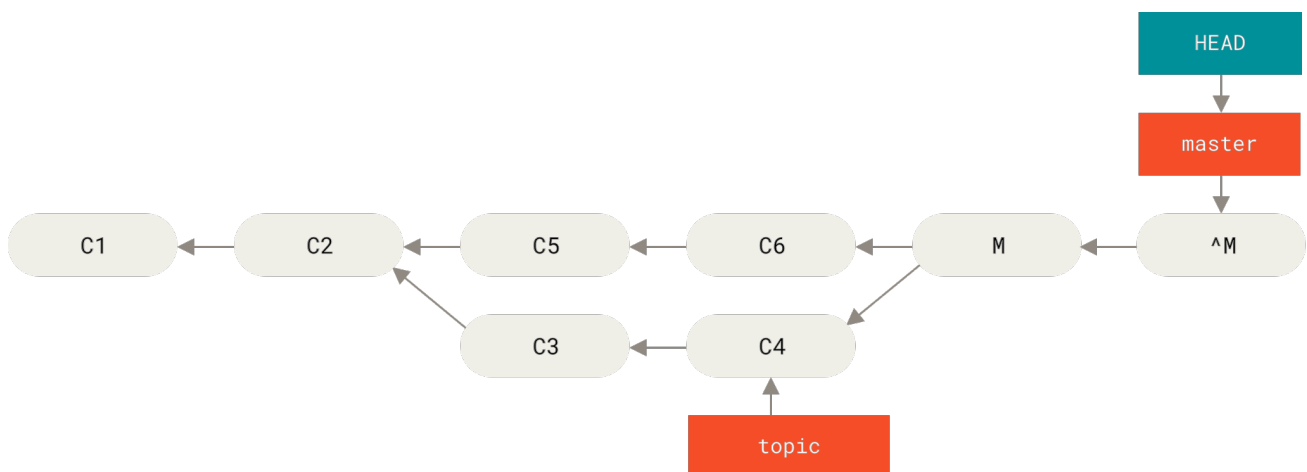 HEAD
master
C1
C2
C5
C6
M
^M
C3
C4
topic